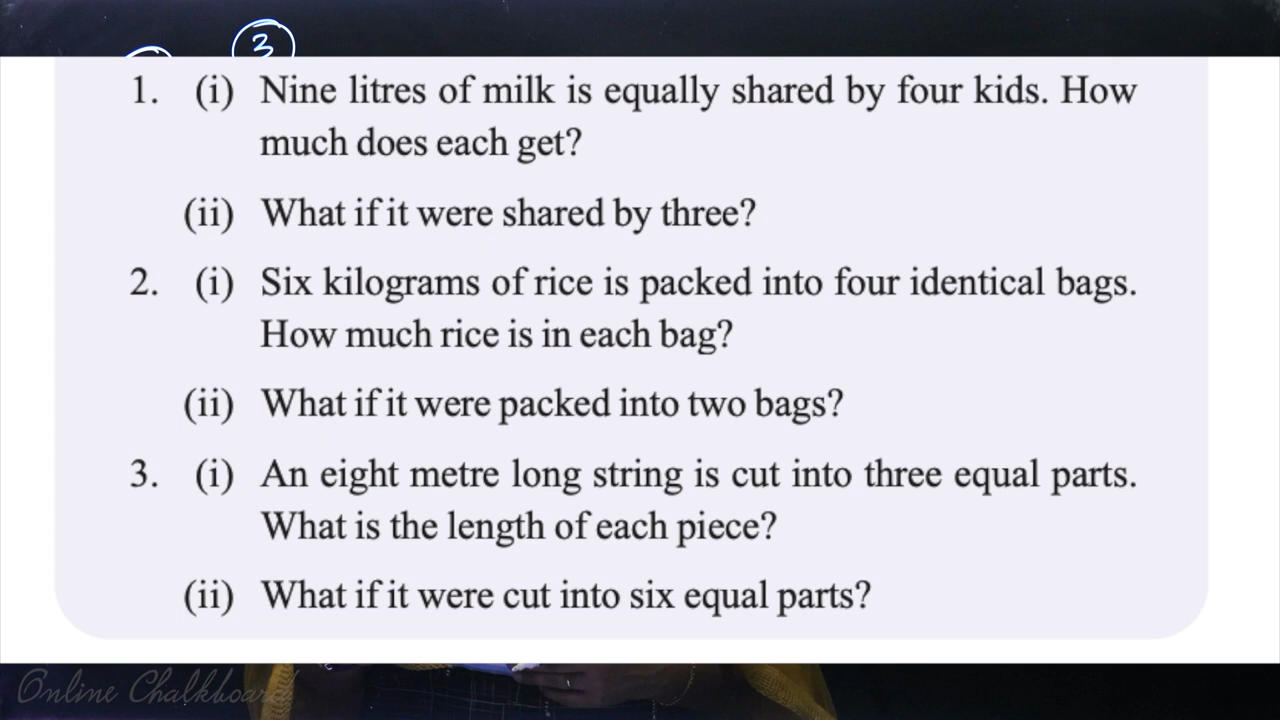 3
1. (i) Nine litres of milk is equally shared by four kids. How
much does each get?
(ii) What if it were shared by three?
2. (i) Six kilograms of rice is packed into four identical bags.
How much rice is in each bag?
(ii) What if it were packed into two bags?
3. (i) An eight metre long string is cut into three equal parts.
What is the length of each piece?
(ii) What if it were cut into six equal parts?
Online Chalkboard